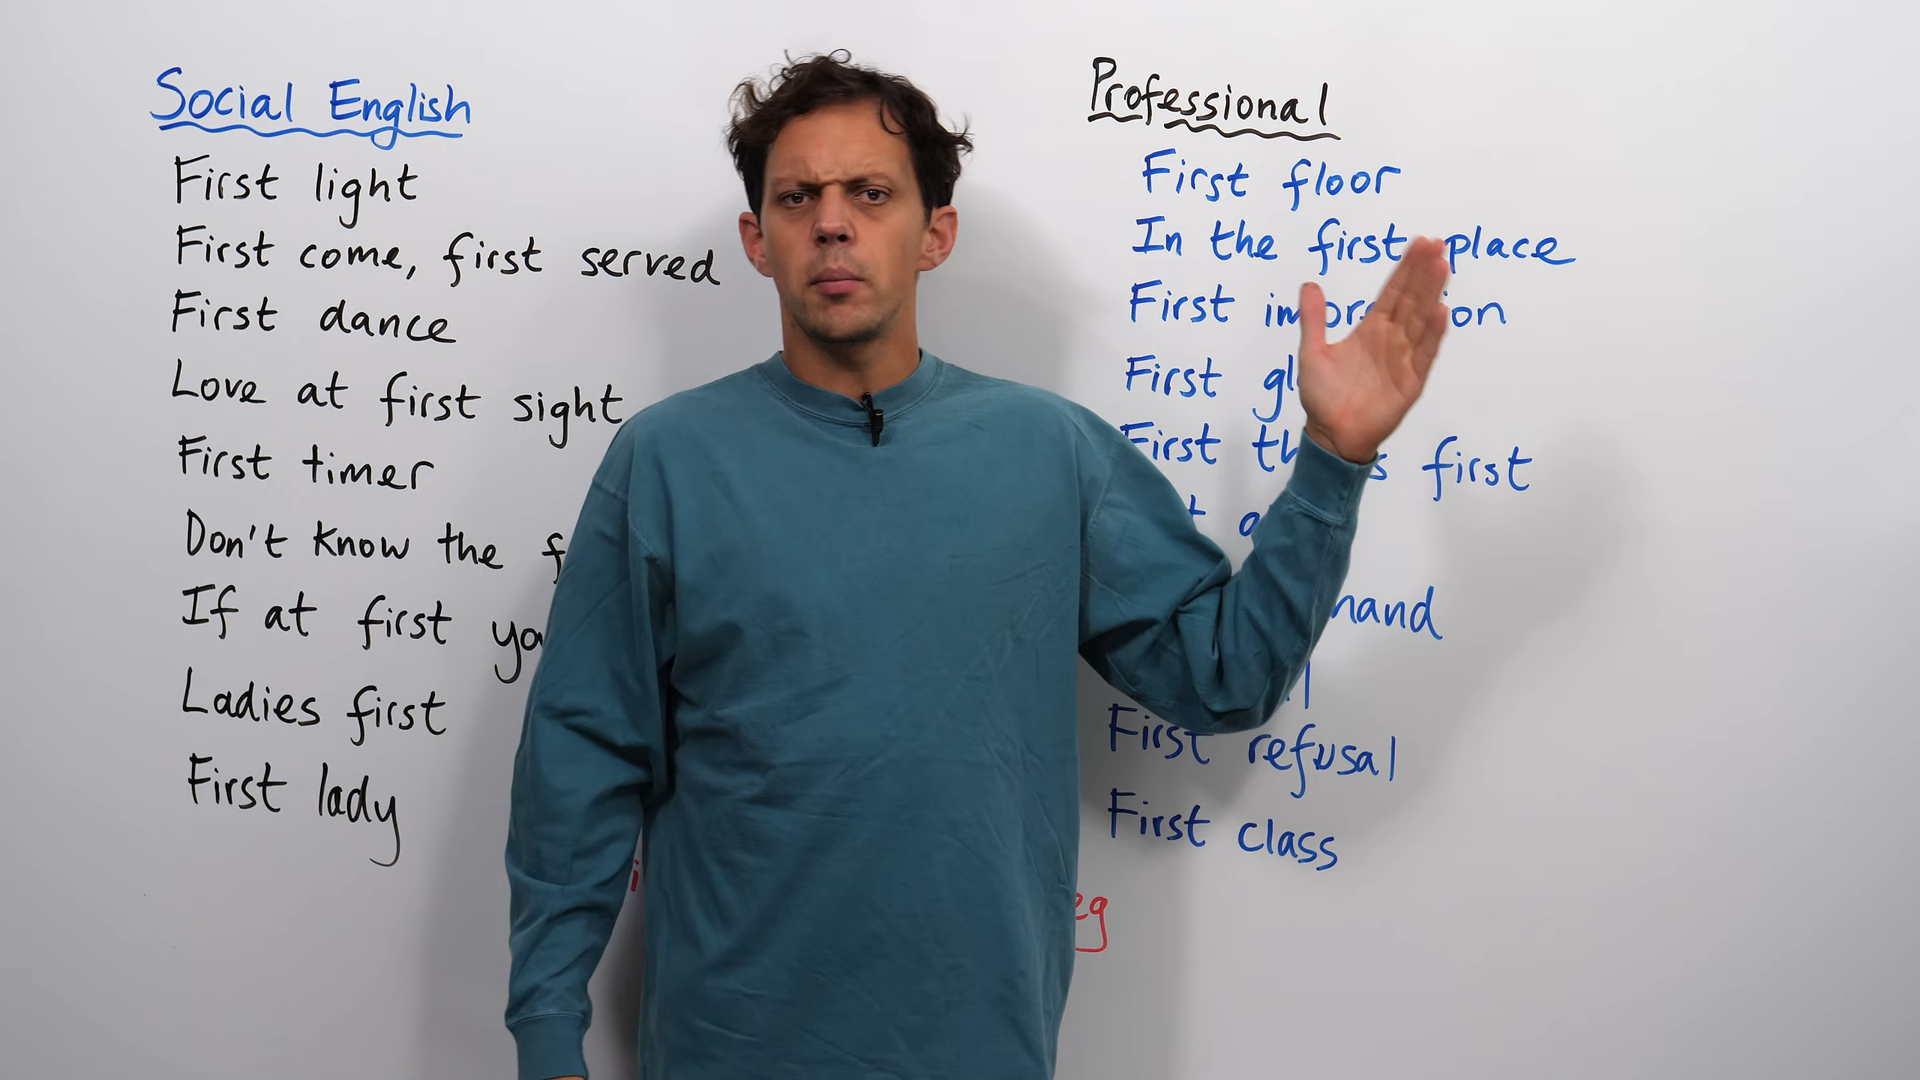 Social English
First light
First come, first served
First dance
Love at first sight
First timer
Don't know the
If at first
Ladies first
First lady
Professional
First floor
In the first place
First
First
First first
First refusal
First class